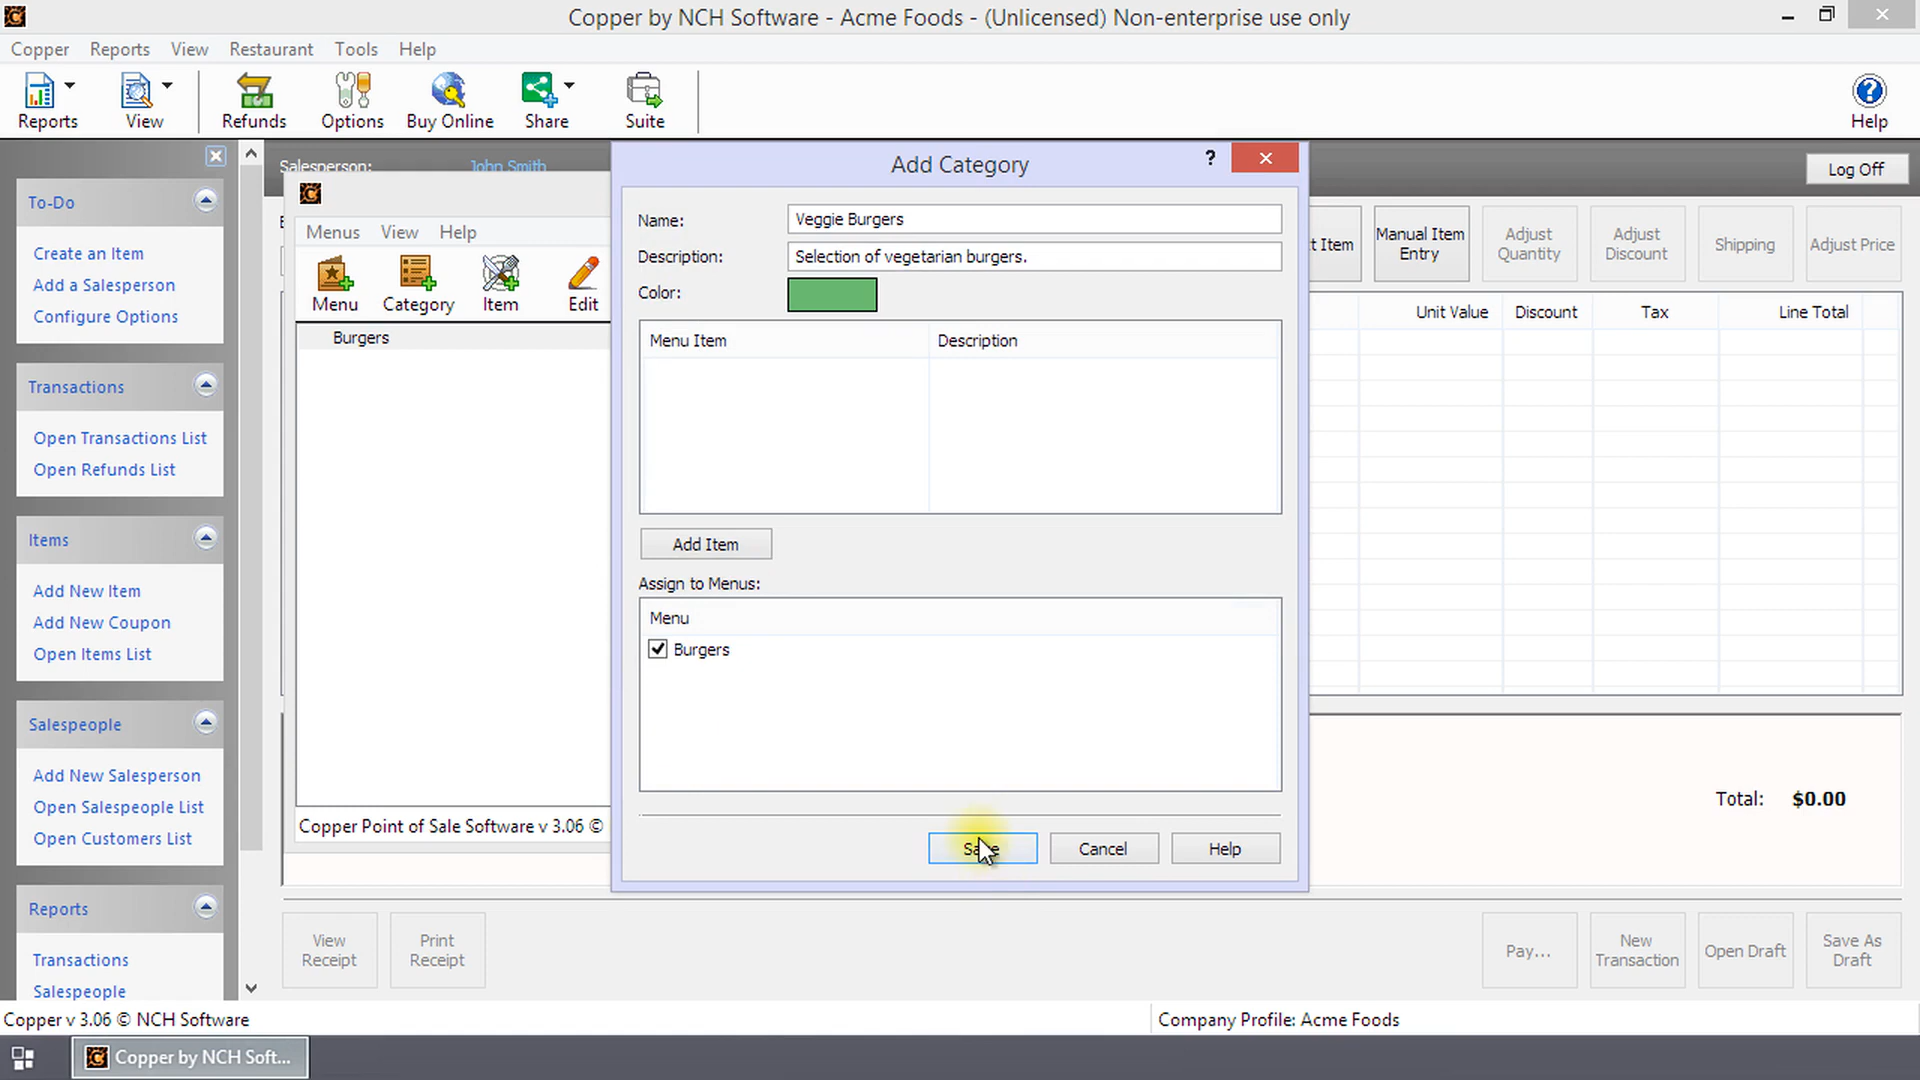 Copper by NCH Software - Acme Foods - (Unlicensed) Non-enterprise use only
Copper Reports View Restaurant Tools Help
Reports View Refunds Options Buy Online Share Suite Help
Salesperson: John Smith
Log Off
To-Do
Create an Item
Add a Salesperson
Configure Options
Transactions
Open Transactions List
Open Refunds List
Items
Add New Item
Add New Coupon
Open Items List
Salespeople
Add New Salesperson
Open Salespeople List
Open Customers List
Reports
Transactions
Salespeople
Menus View Help
Menu Category Item Edit
Burgers
Copper Point of Sale Software v 3.06 ©
Add Category
?
Name: Veggie Burgers
Description: Selection of vegetarian burgers.
Color:
Menu Item Description
Add Item
Assign to Menus:
Menu
Burgers
Save Cancel Help
Item
Manual Item
Entry
Adjust
Quantity
Adjust
Discount
Shipping
Adjust Price
Unit Value Discount Tax Line Total
Total: $0.00
View
Receipt
Print
Receipt
Pay...
New
Transaction
Open Draft
Save As
Draft
Copper v 3.06 © NCH Software
Company Profile: Acme Foods
Copper by NCH Soft...